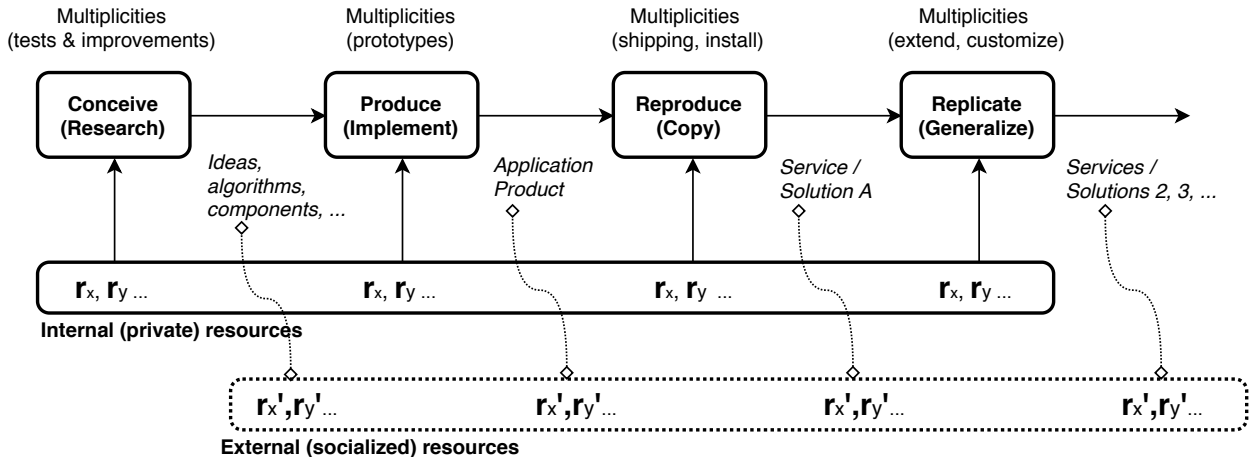 Multiplicities
(tests & improvements)
Multiplicities
(prototypes)
Multiplicities
(shipping, install)
Multiplicities
(extend, customize)
Conceive
(Research)
Produce
(Implement)
Reproduce
(Copy)
Replicate
(Generalize)
Ideas,
algorithms,
components, ...
Application
Product
Service /
Solution A
Services /
Solutions 2, 3, ...
rx, ry ...
rx, ry ...
rx, ry ...
rx, ry ...
Internal (private) resources
rx',ry'...
rx',ry'...
rx',ry'...
rx',ry'...
External (socialized) resources